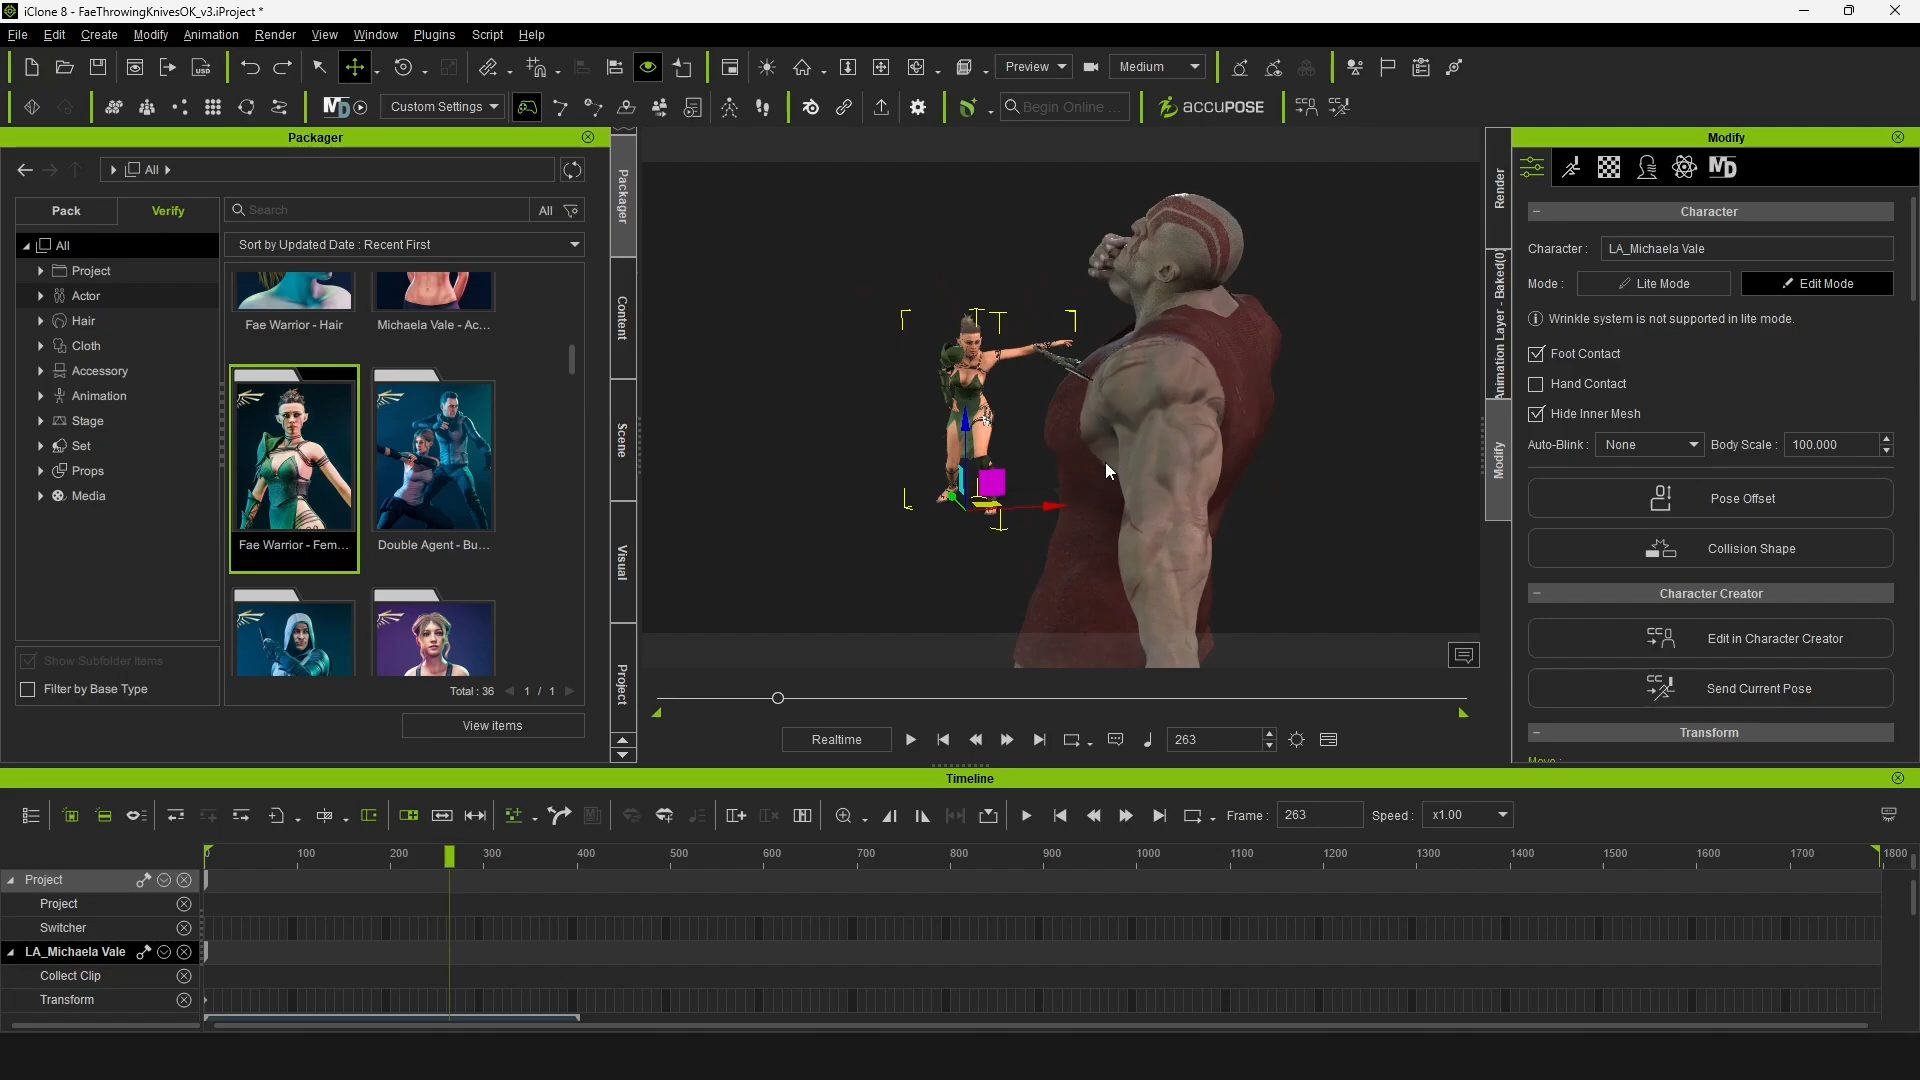 iClone 8 - FaeThrowingKnivesOK_v3.iProject *
File Edit Create Modify Animation Render View Window Plugins Script Help
USD Preview Medium
MD Custom Settings Begin Online ... ACCUPOSE
Packager
All
Pack Verify
Search All
Sort by Updated Date : Recent First
All
Project
Actor
Hair
Cloth
Accessory
Animation
Stage
Set
Props
Media
Show Subfolder Items
Filter by Base Type
Fae Warrior - Hair Michaela Vale - Ac...
Fae Warrior - Fem... Double Agent - Bu...
Total : 36 1 / 1
View items
Packager
Content
Scene
Visual
Project
Realtime 263
Render
Animation Layer - Baked(0)
Modify
Modify
MD
Character
Character : LA_Michaela Vale
Mode : Lite Mode Edit Mode
Wrinkle system is not supported in lite mode.
Foot Contact
Hand Contact
Hide Inner Mesh
Auto-Blink : None Body Scale : 100.000
Pose Offset
Collision Shape
Character Creator
Edit in Character Creator
Send Current Pose
Transform
Move :
Timeline
Frame : 263 Speed : x1.00
0 100 200 300 400 500 600 700 800 900 1000 1100 1200 1300 1400 1500 1600 1700 1800
Project
Project
Switcher
LA_Michaela Vale
Collect Clip
Transform